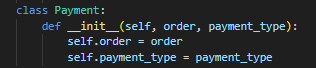 class Payment:
    def __init__(self, order, payment_type):
        self.order = order
        self.payment_type = payment_type